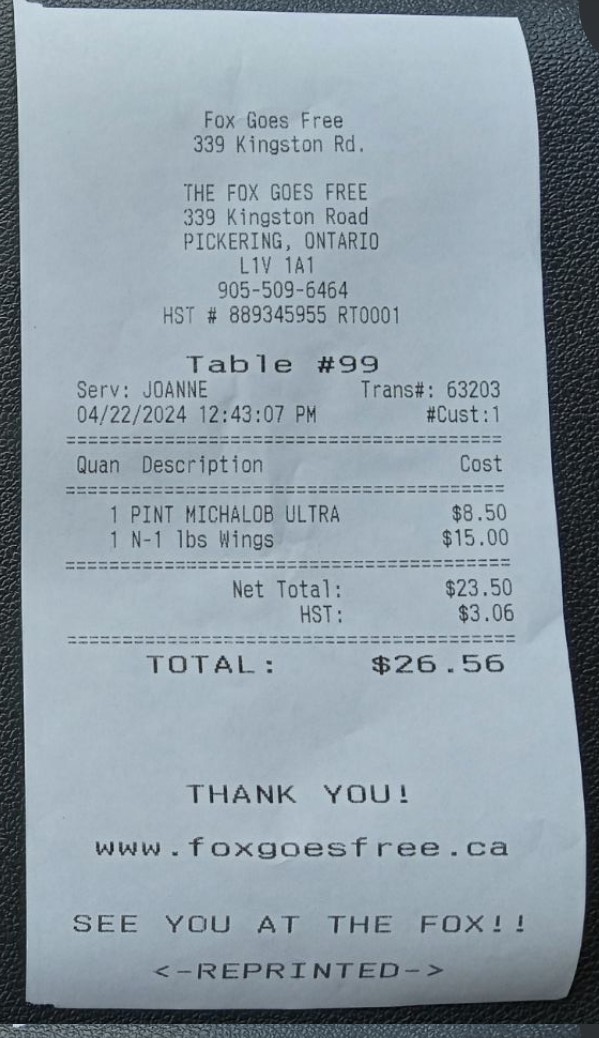 Fox Goes Free
339 Kingston Rd.
THE FOX GOES FREE
339 Kingston Road
PICKERING, ONTARIO
L1V 1A1
905-509-6464
HST # 889345955 RT0001
Table #99
Serv: JOANNE Trans#: 63203
04/22/2024 12:43:07 PM #Cust:1
================================================
Quan Description Cost
================================================
1 PINT MICHALOB ULTRA $8.50
1 N-1 lbs Wings $15.00
================================================
Net Total: $23.50
HST: $3.06
================================================
TOTAL: $26.56
THANK YOU!
www.foxgoesfree.ca
SEE YOU AT THE FOX!!
<-REPRINTED->